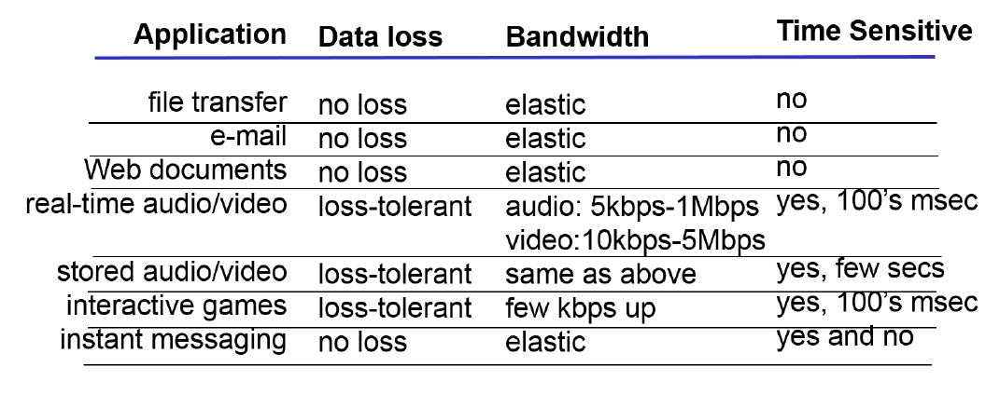 Application Data loss Bandwidth Time Sensitive
file transfer no loss elastic no
e-mail no loss elastic no
Web documents no loss elastic no
real-time audio/video loss-tolerant audio: 5kbps-1Mbps yes, 100's msec
video:10kbps-5Mbps
stored audio/video loss-tolerant same as above yes, few secs
interactive games loss-tolerant few kbps up yes, 100's msec
instant messaging no loss elastic yes and no